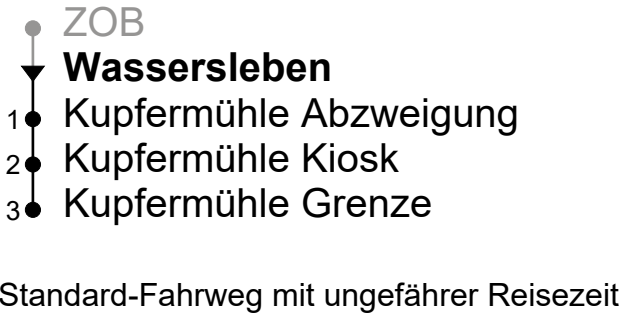 ZOB
Wassersleben
1 Kupfermühle Abzweigung
2 Kupfermühle Kiosk
3 Kupfermühle Grenze
Standard-Fahrweg mit ungefährer Reisezeit